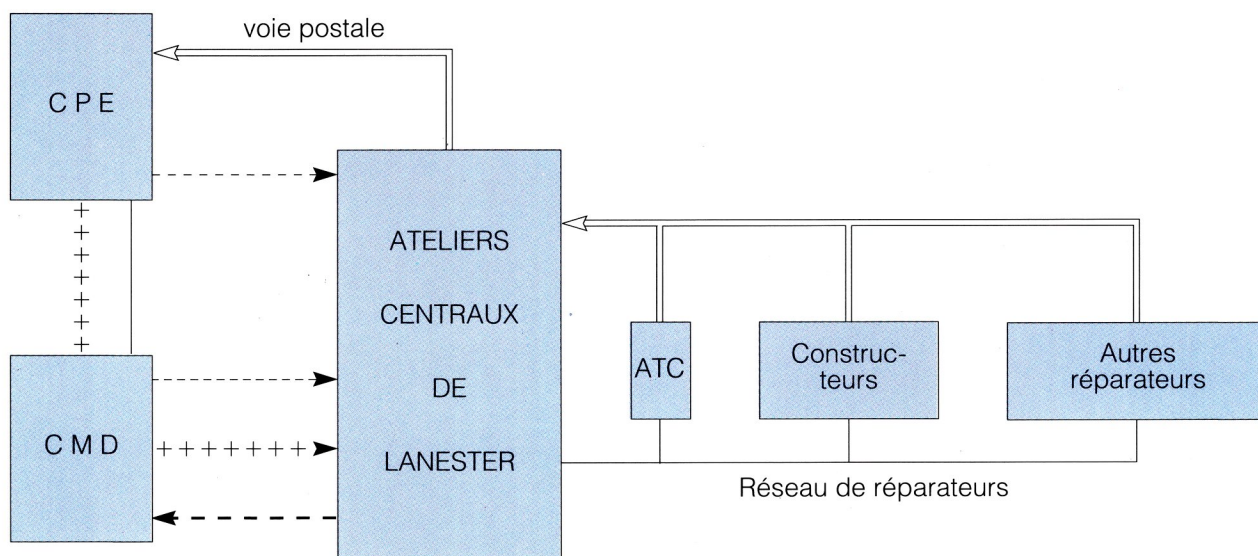 voie postale
C P E
ATELIERS
CENTRAUX
DE
LANESTER
C M D
ATC
Construc-
teurs
Autres
réparateurs
Réseau de réparateurs